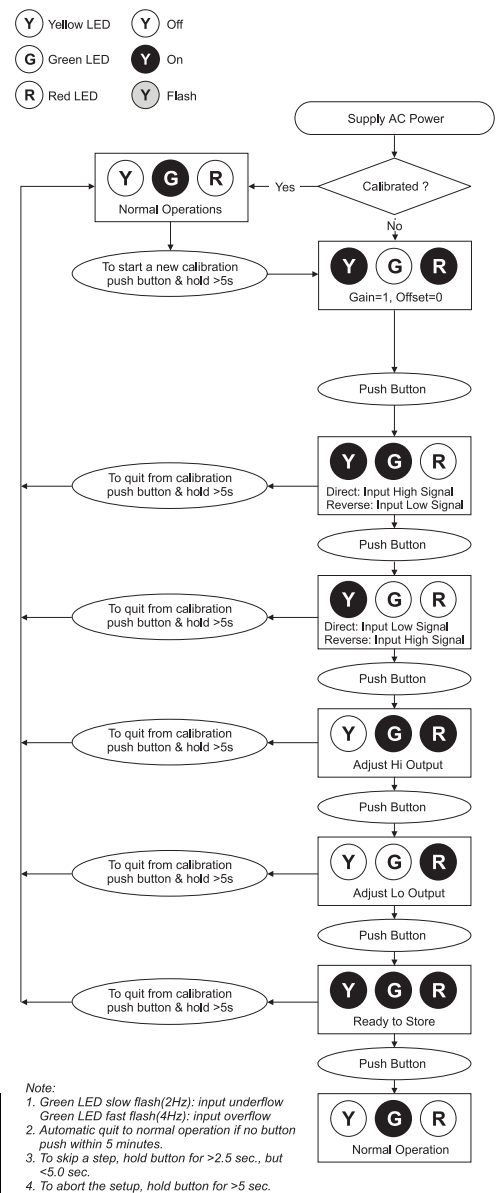 Y Yellow LED Y Off
G Green LED Y On
R Red LED Y Flash
Supply AC Power
Calibrated ?
Yes
No
Y G R
Normal Operations
To start a new calibration
push button & hold >5s
Y G R
Gain=1, Offset=0
Push Button
Y G R
Direct: Input High Signal
Reverse: Input Low Signal
To quit from calibration
push button & hold >5s
Push Button
Y G R
Direct: Input Low Signal
Reverse: Input High Signal
To quit from calibration
push button & hold >5s
Push Button
Y G R
Adjust Hi Output
To quit from calibration
push button & hold >5s
Push Button
Y G R
Adjust Lo Output
To quit from calibration
push button & hold >5s
Push Button
Y G R
Ready to Store
To quit from calibration
push button & hold >5s
Push Button
Y G R
Normal Operation
Note:
1. Green LED slow flash(2Hz): input underflow
Green LED fast flash(4Hz): input overflow
2. Automatic quit to normal operation if no button
push within 5 minutes.
3. To skip a step, hold button for >2.5 sec., but
<5.0 sec.
4. To abort the setup, hold button for >5 sec.